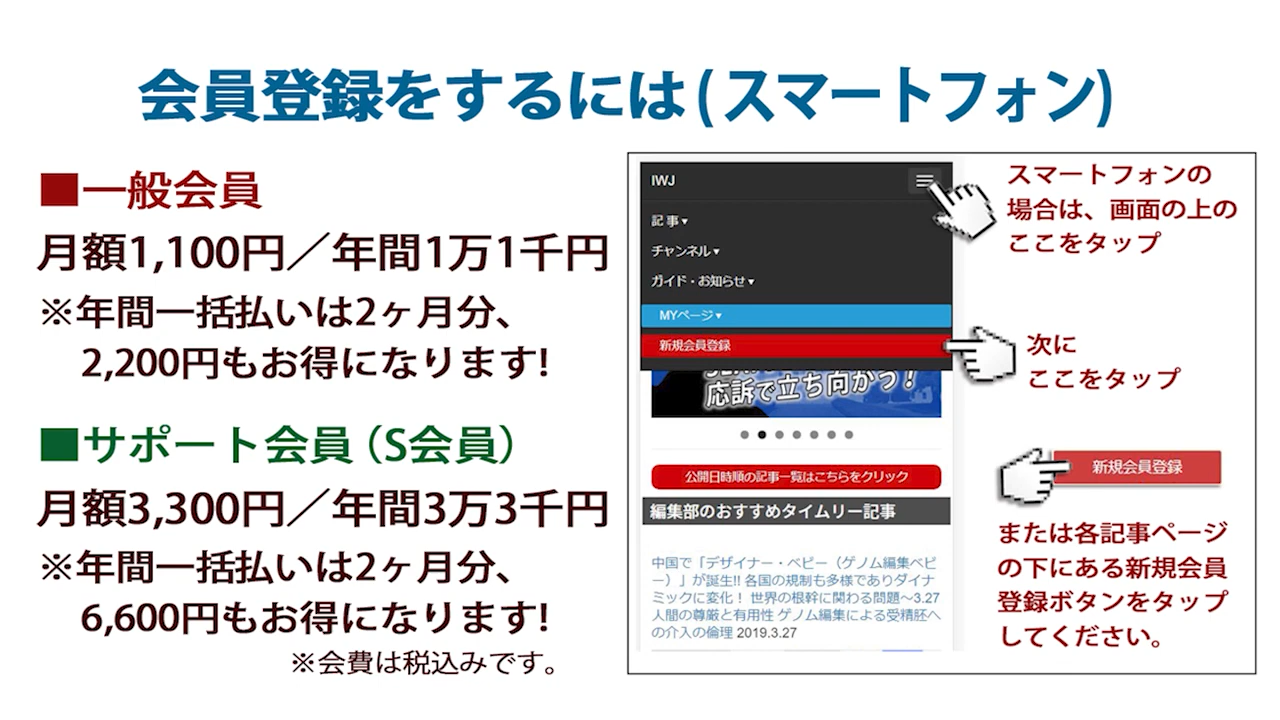 会員登録をするには(スマートフォン)
■一般会員
月額1,100円／年間1万1千円
※年間一括払いは2ヶ月分、
2,200円もお得になります!
■サポート会員（S会員）
月額3,300円／年間3万3千円
※年間一括払いは2ヶ月分、
6,600円もお得になります!
※会費は税込みです。
IWJ
記事▾
チャンネル▾
ガイド・お知らせ▾
MYページ▾
新規会員登録
応訴で立ち向かう！
公開日時順の記事一覧はこちらをクリック
編集部のおすすめタイムリー記事
中国で「デザイナー・ベビー（ゲノム編集ベビ
ー）」が誕生!! 各国の規制も多様でありダイナ
ミックに変化！ 世界の根幹に関わる問題～3.27
人間の尊厳と有用性 ゲノム編集による受精胚へ
の介入の倫理 2019.3.27
スマートフォンの
場合は、画面の上の
ここをタップ
次に
ここをタップ
新規会員登録
または各記事ページ
の下にある新規会員
登録ボタンをタップ
してください。